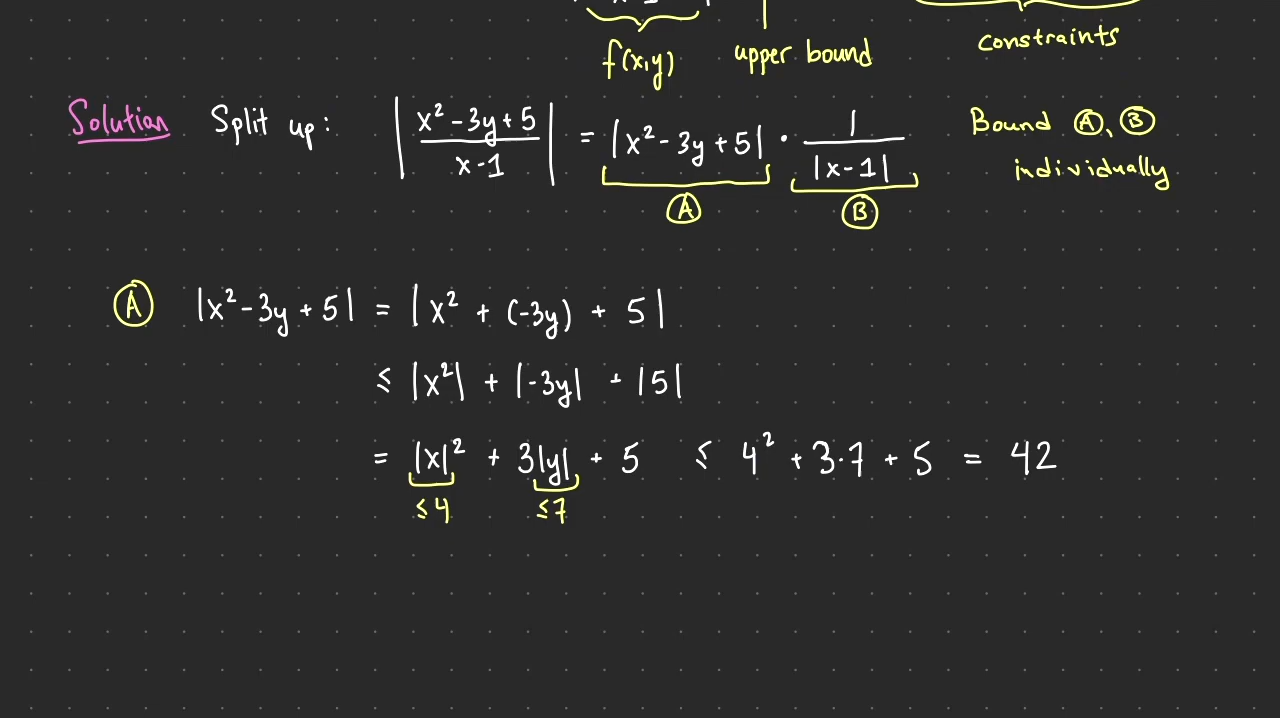 f(x,y) upper bound constraints
Solution Split up: |x² - 3y + 5 / x - 1| = |x² - 3y + 5| · 1 / |x - 1| Bound Ⓐ, Ⓑ
individually
Ⓐ Ⓑ
Ⓐ |x² - 3y + 5| = |x² + (-3y) + 5|
≤ |x²| + |-3y| + |5|
= |x|² + 3|y| + 5 ≤ 4² + 3·7 + 5 = 42
≤4 ≤7